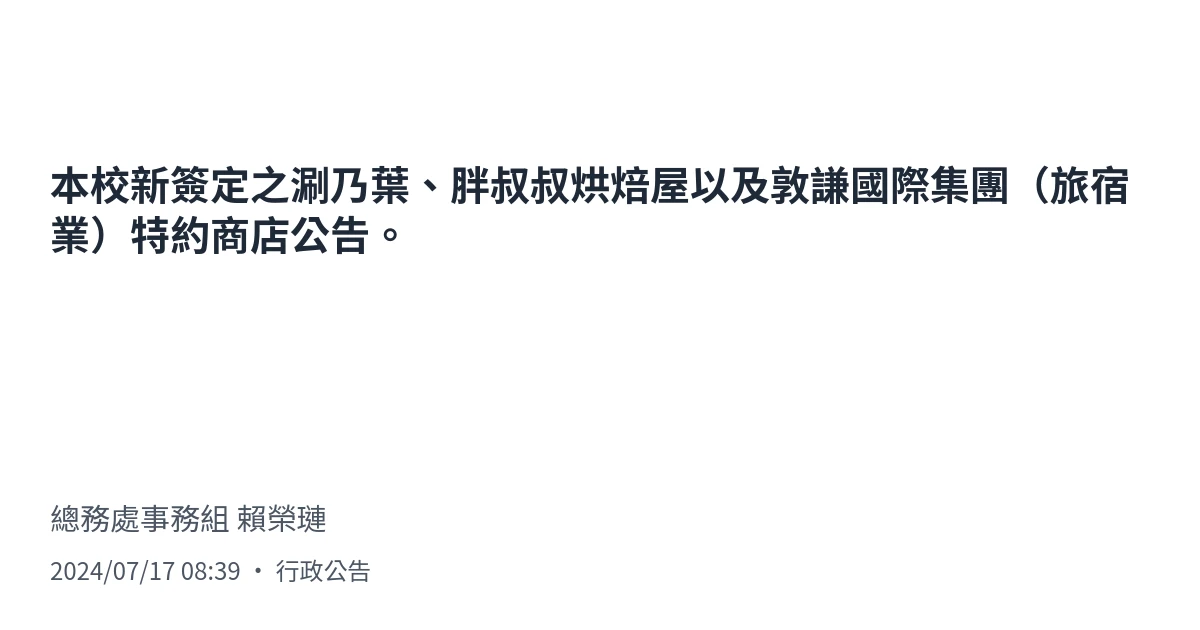 本校新簽定之涮乃葉、胖叔叔烘焙屋以及敦謙國際集團（旅宿
業）特約商店公告。
總務處事務組 賴榮璉
2024/07/17 08:39 ・ 行政公告